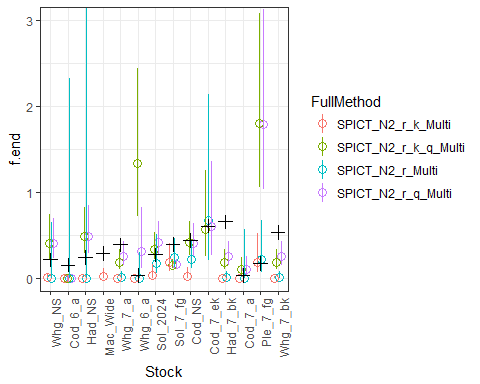 3
2
1
0
f.end
Whg_NS
Cod_6_a
Had_NS
Mac_Wide
Whg_7_a
Whg_6_a
Sol_2024
Sol_7_fg
Cod_NS
Cod_7_ek
Had_7_bk
Cod_7_a
Ple_7_fg
Whg_7_bk
Stock
FullMethod
SPICT_N2_r_k_Multi
SPICT_N2_r_k_q_Multi
SPICT_N2_r_Multi
SPICT_N2_r_q_Multi